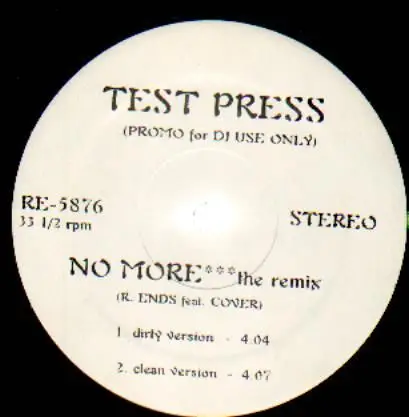 TEST PRESS
(PROMO for DJ USE ONLY)
RE-5876
33 1/2 rpm
STEREO
NO MORE***the remix
(R. ENDS feat. COVER)
1. dirty version - 4.04
2. clean version - 4.07